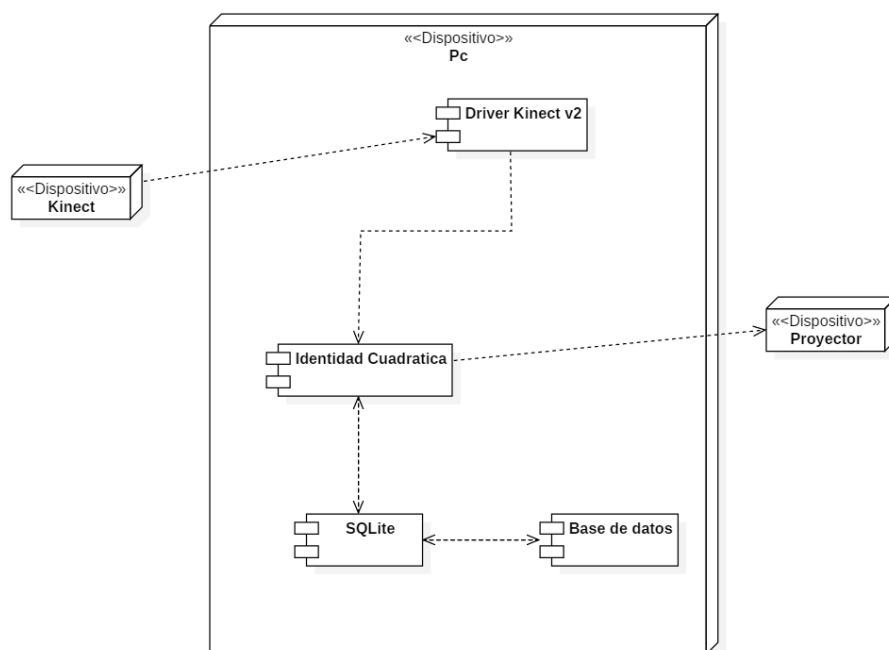 «<Dispositivo>»
Pc
Driver Kinect v2
«<Dispositivo>»
Kinect
«<Dispositivo>»
Proyector
Identidad Cuadratica
SQLite
Base de datos